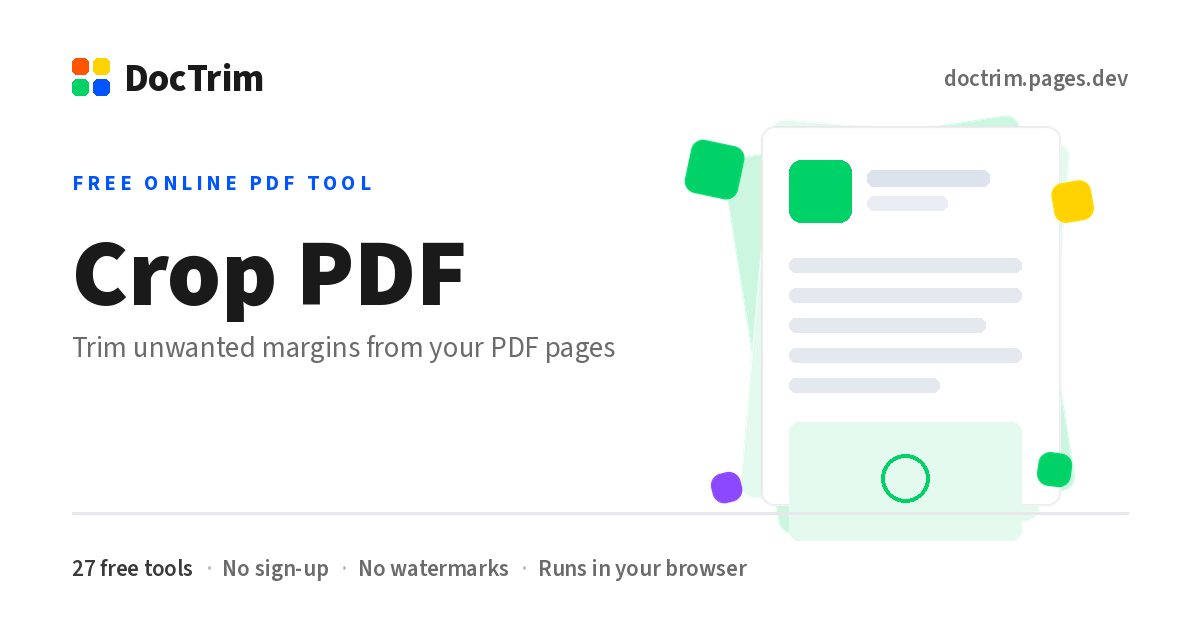 DocTrim
doctrim.pages.dev
FREE ONLINE PDF TOOL
Crop PDF
Trim unwanted margins from your PDF pages
27 free tools · No sign-up · No watermarks · Runs in your browser